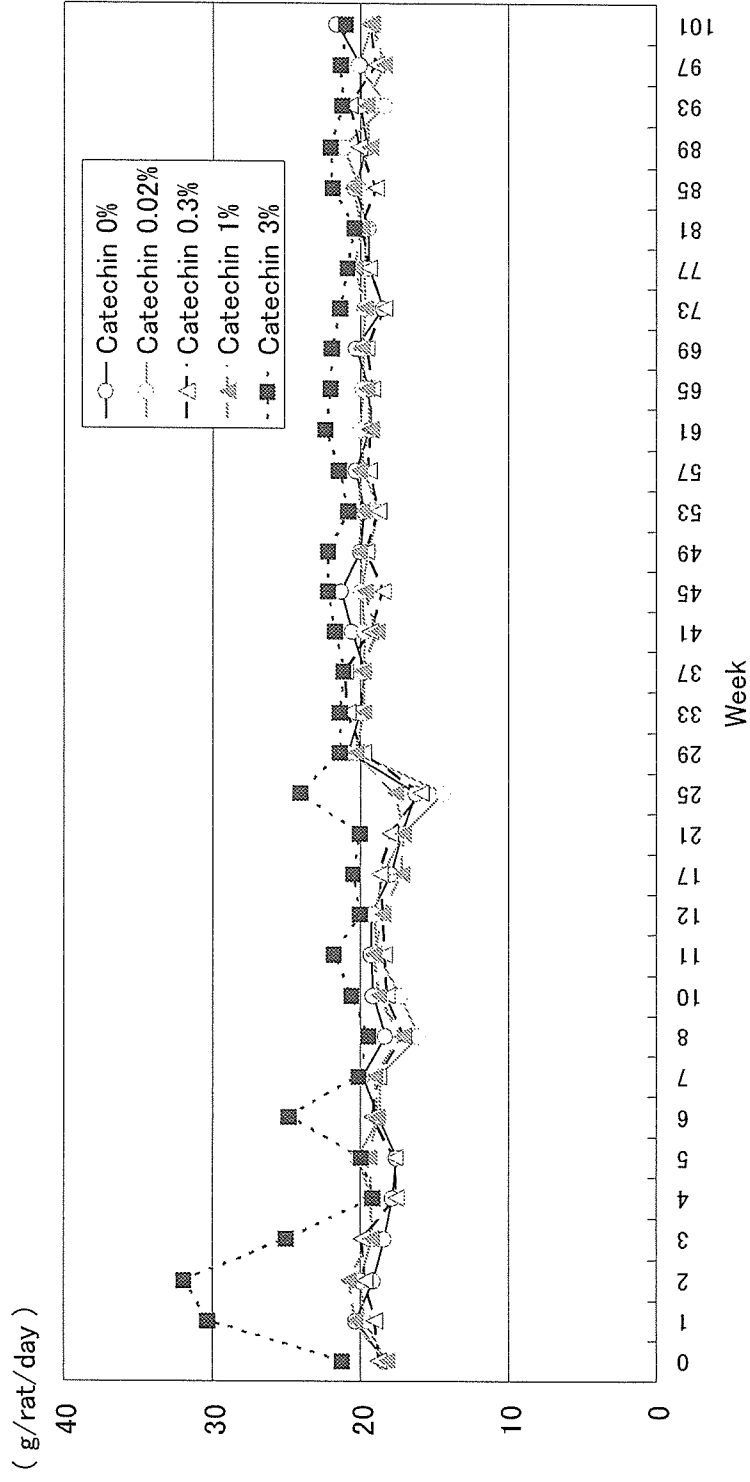 ( g/rat/day )
40
30
20
10
0
Catechin 0%
Catechin 0.02%
Catechin 0.3%
Catechin 1%
Catechin 3%
0 1 2 3 4 5 6 7 8 10 11 12 17 21 25 29 33 37 41 45 49 53 57 61 65 69 73 77 81 85 89 93 97 101
Week